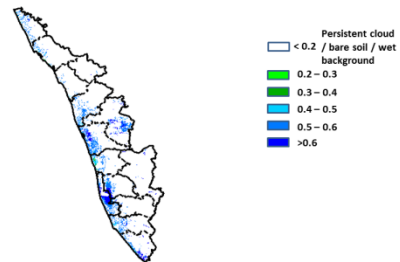 Persistent cloud
< 0.2 / bare soil / wet
background
0.2 – 0.3
0.3 – 0.4
0.4 – 0.5
0.5 – 0.6
>0.6